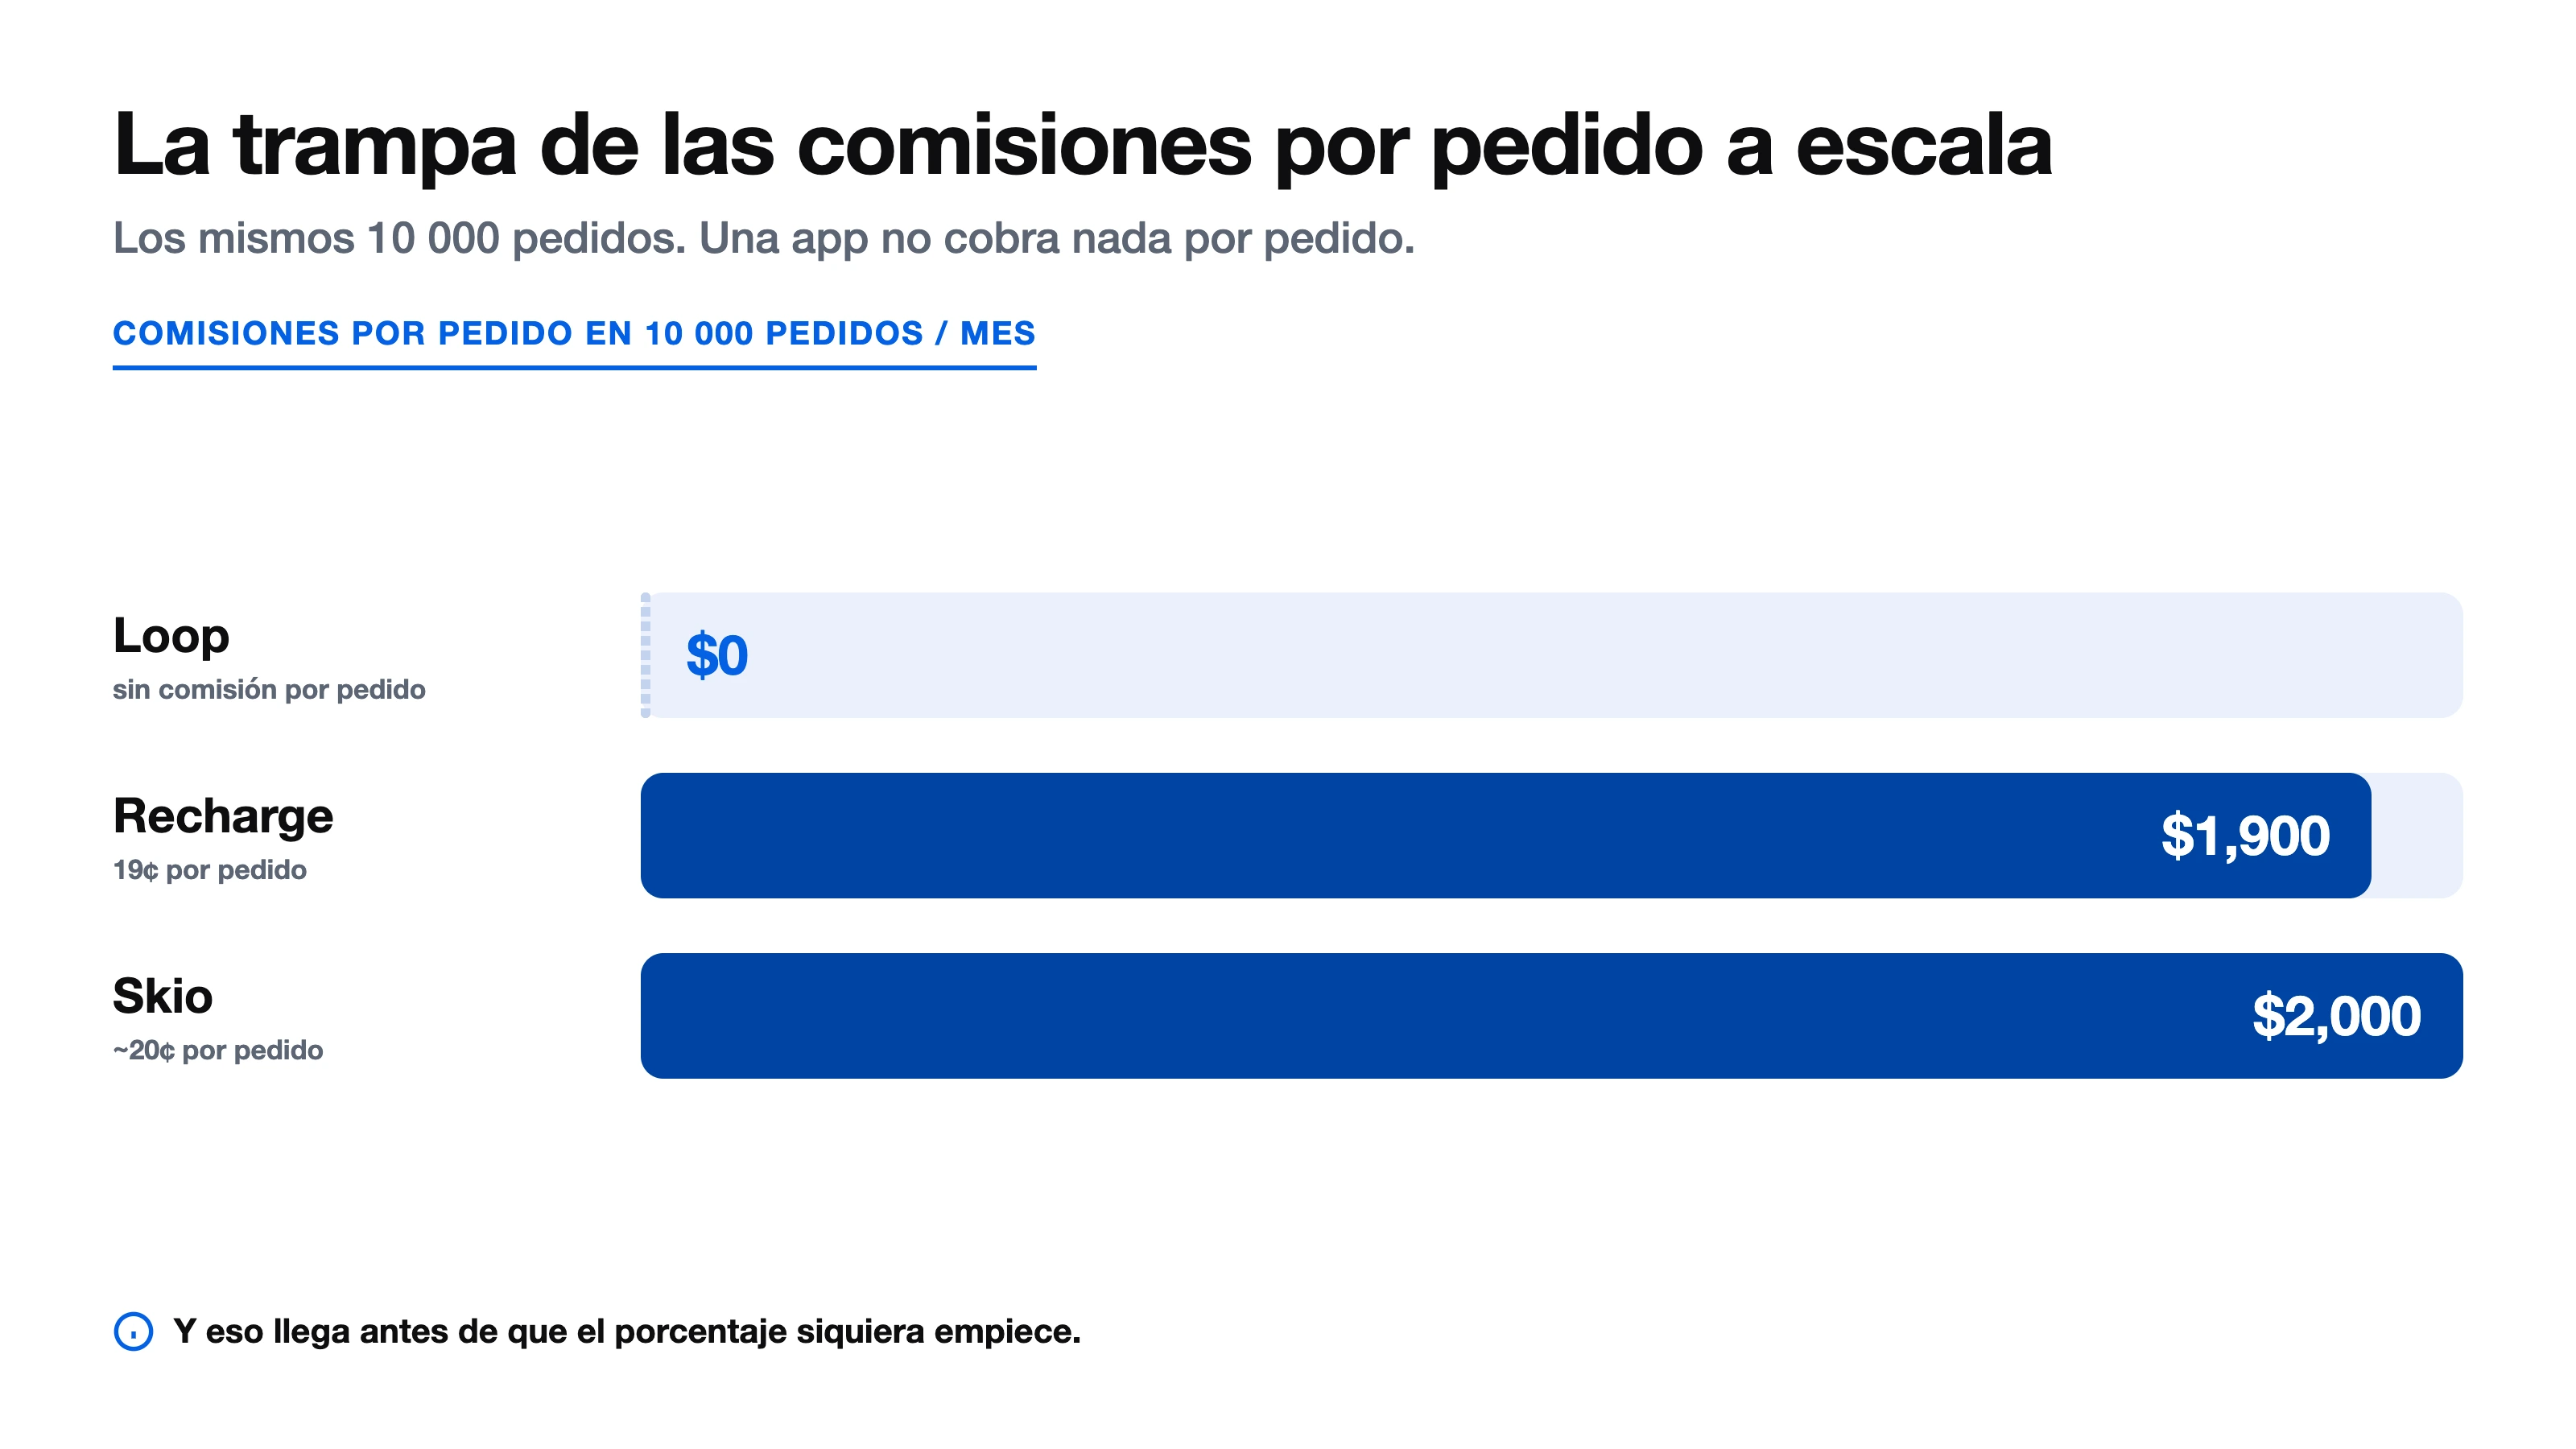 La trampa de las comisiones por pedido a escala
Los mismos 10 000 pedidos. Una app no cobra nada por pedido.
COMISIONES POR PEDIDO EN 10 000 PEDIDOS / MES
Loop
sin comisión por pedido
$0
Recharge
19¢ por pedido
$1,900
Skio
~20¢ por pedido
$2,000
Y eso llega antes de que el porcentaje siquiera empiece.